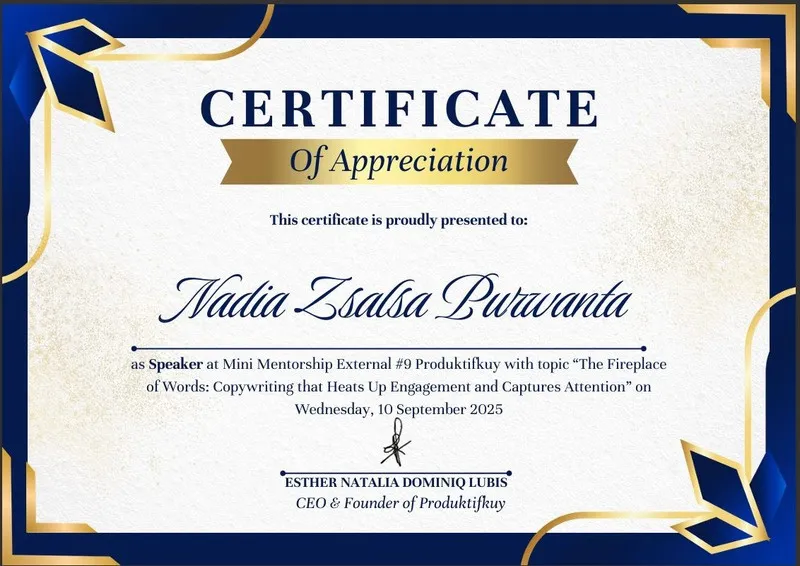 CERTIFICATE
Of Appreciation
This certificate is proudly presented to:
Nadia Zsalsa Purwanta
as Speaker at Mini Mentorship External #9 Produktifkuy with topic “The Fireplace
of Words: Copywriting that Heats Up Engagement and Captures Attention” on
Wednesday, 10 September 2025
ESTHER NATALIA DOMINIQ LUBIS
CEO & Founder of Produktifkuy